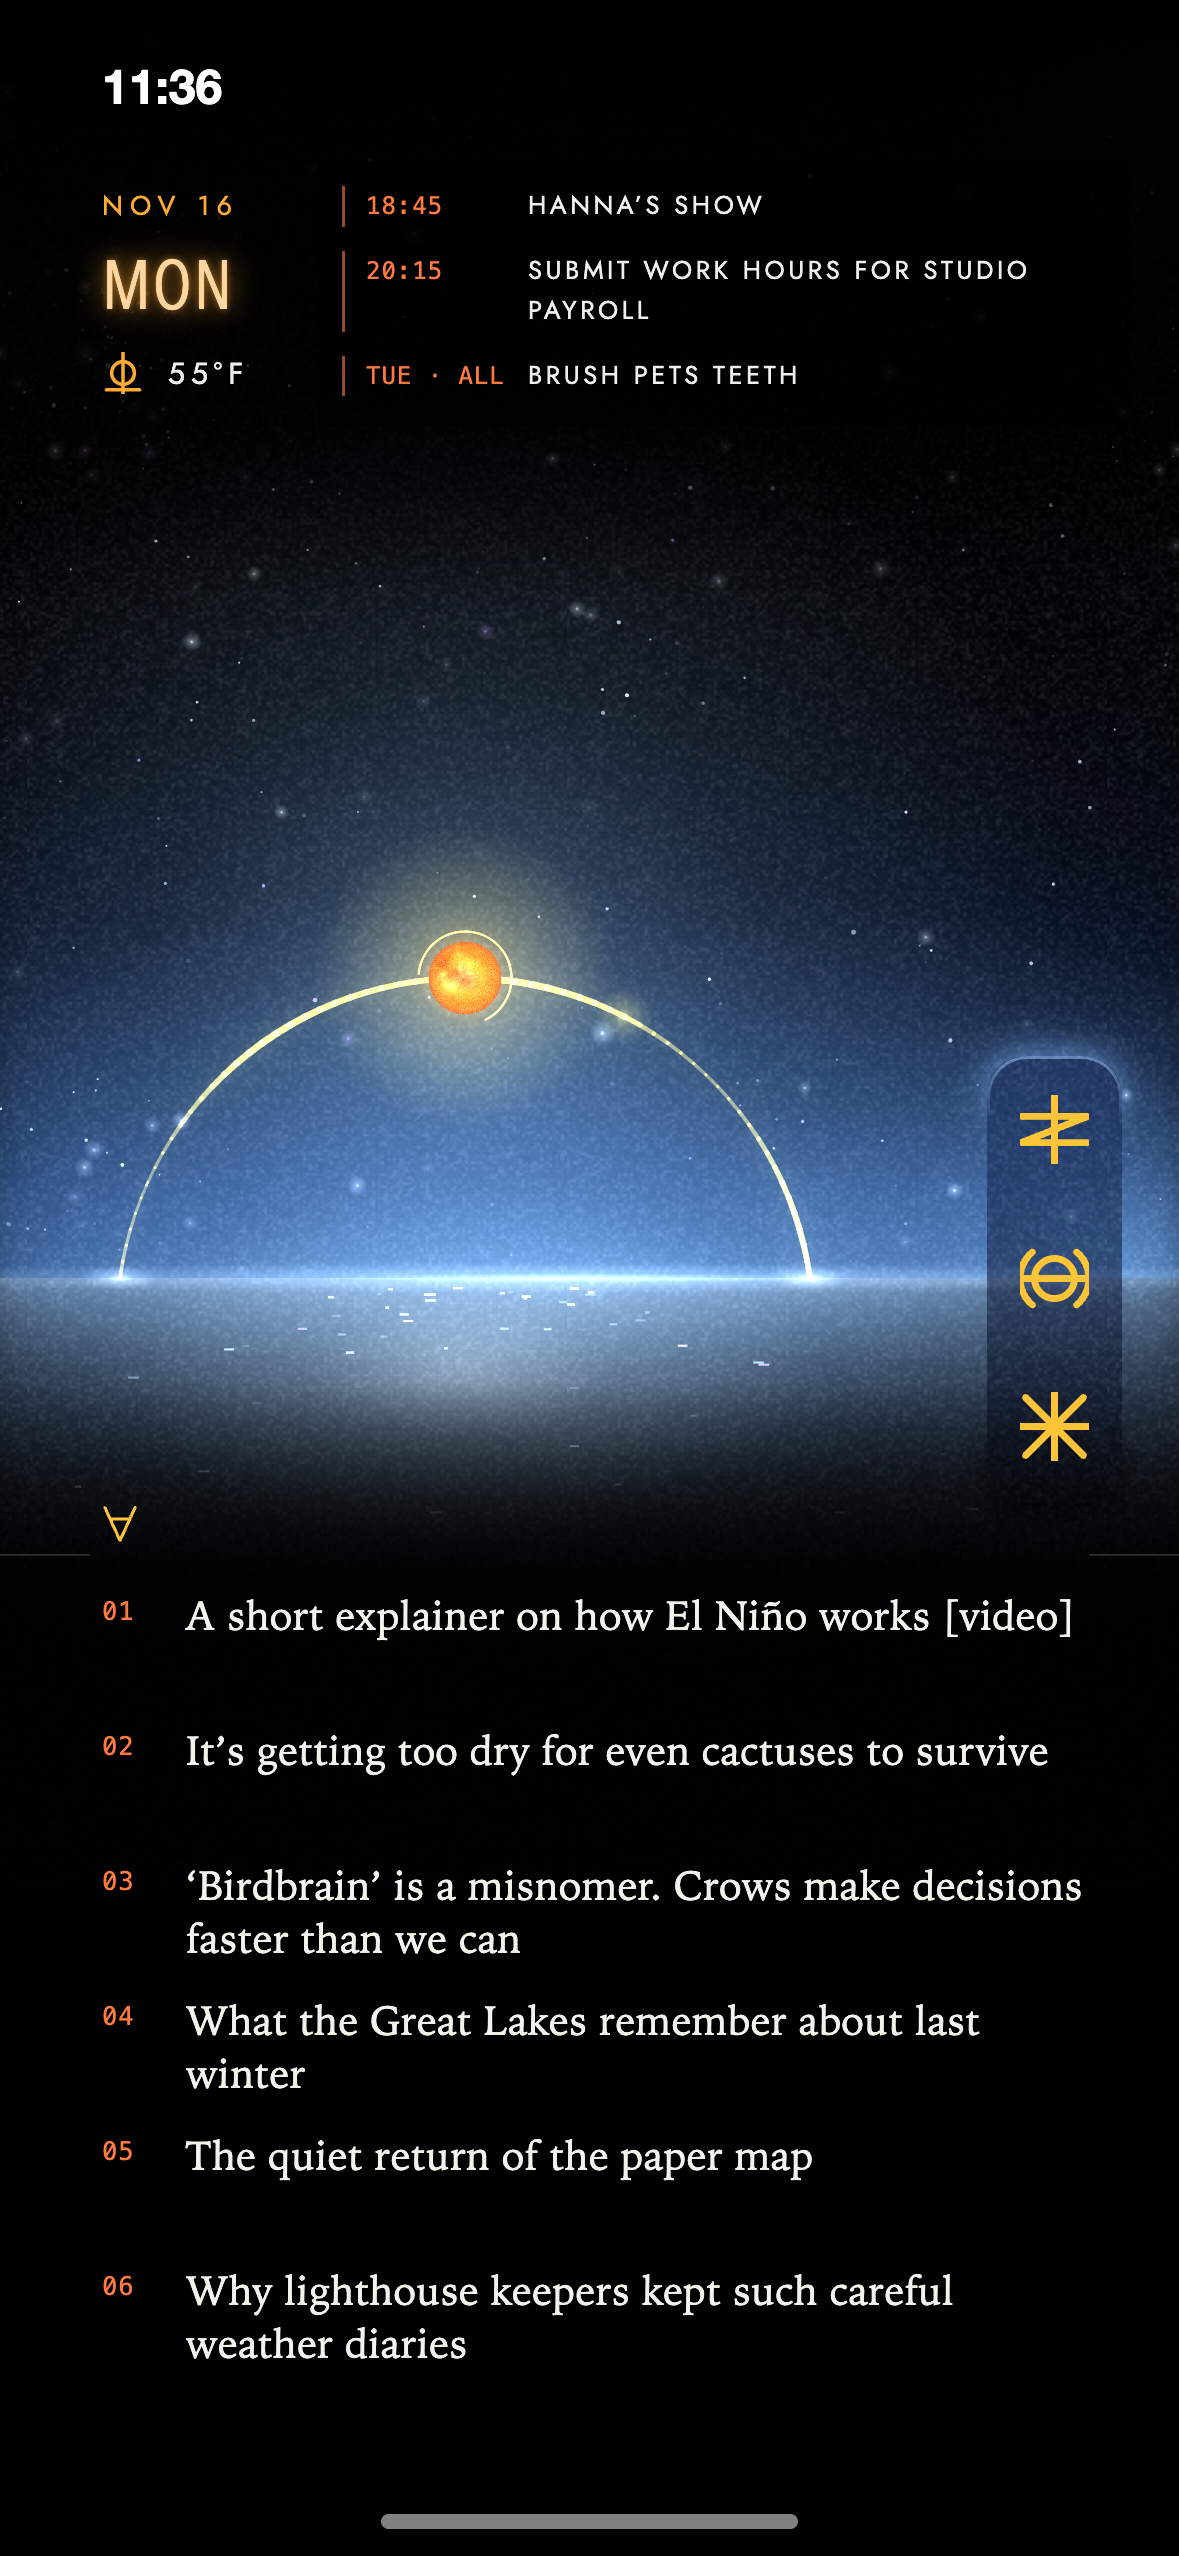 11:36
NOV 16
MON
55°F
18:45 HANNA’S SHOW
20:15 SUBMIT WORK HOURS FOR STUDIO
PAYROLL
TUE · ALL BRUSH PETS TEETH
∀
01 A short explainer on how El Niño works [video]
02 It’s getting too dry for even cactuses to survive
03 ‘Birdbrain’ is a misnomer. Crows make decisions
faster than we can
04 What the Great Lakes remember about last
winter
05 The quiet return of the paper map
06 Why lighthouse keepers kept such careful
weather diaries